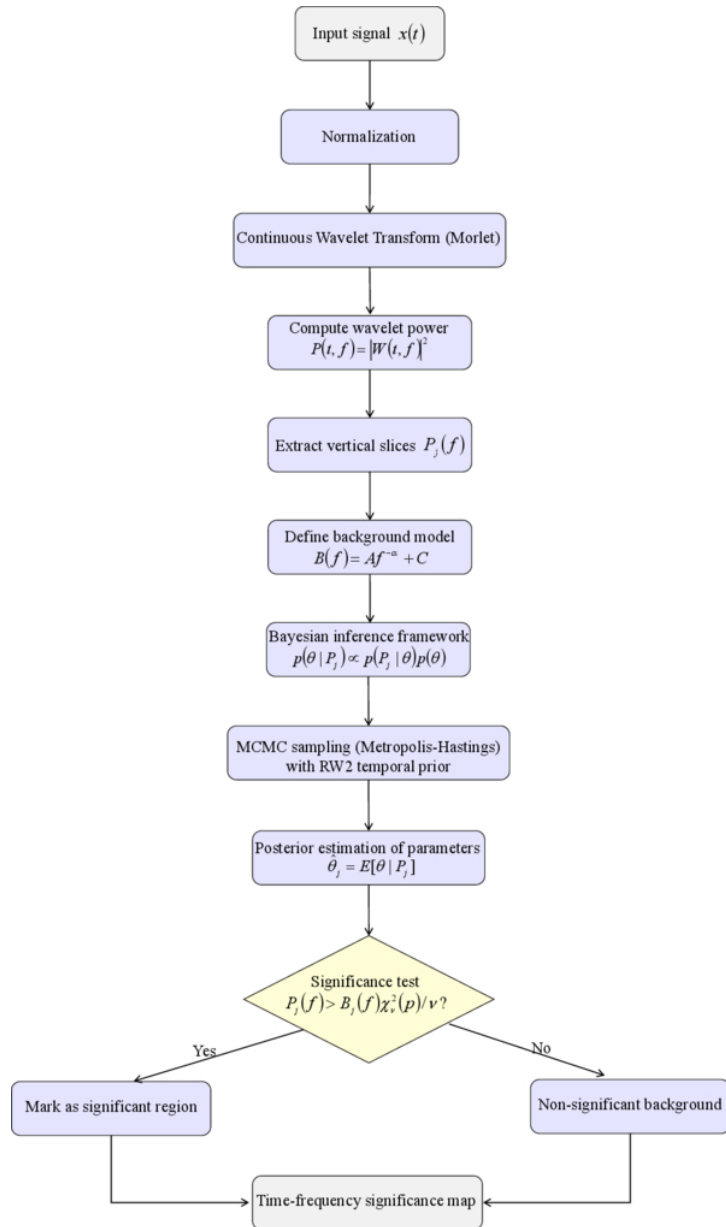 Input signal x(t)
Normalization
Continuous Wavelet Transform (Morlet)
Compute wavelet power
P(t, f) = |W(t, f)|²
Extract vertical slices P_j(f)
Define background model
B(f) = Af^{-α} + C
Bayesian inference framework
p(θ | P_j) ∝ p(P_j | θ)p(θ)
MCMC sampling (Metropolis-Hastings)
with RW2 temporal prior
Posterior estimation of parameters
θ̂_j = E[θ | P_j]
Significance test
P_j(f) > B_j(f)χ²_ν(p)/ν ?
Yes
No
Mark as significant region
Non-significant background
Time-frequency significance map